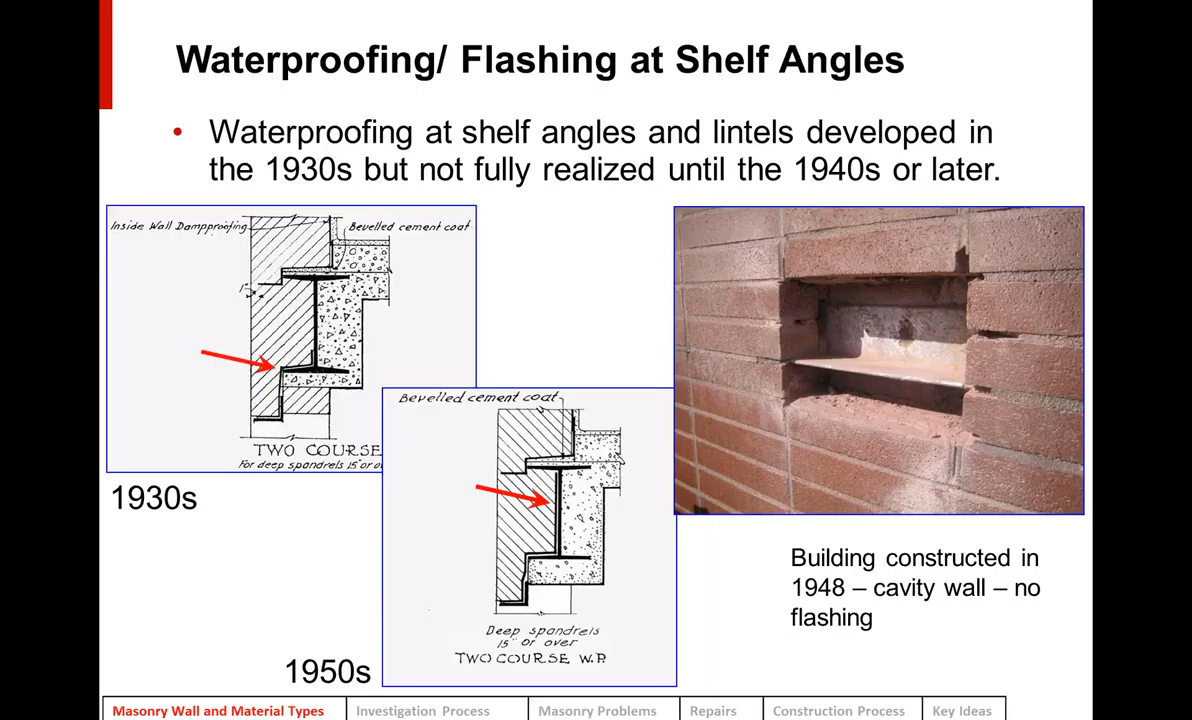 Waterproofing/ Flashing at Shelf Angles
• Waterproofing at shelf angles and lintels developed in
the 1930s but not fully realized until the 1940s or later.
Inside Wall Dampproofing
Bevelled cement coat
1"
TWO COURSE
For deep spandrels 15" or ov
1930s
Bevelled cement coat
Deep spandrels
15" or over
TWO COURSE W.P.
1950s
Building constructed in
1948 – cavity wall – no
flashing
Masonry Wall and Material Types
Investigation Process
Masonry Problems
Repairs
Construction Process
Key Ideas